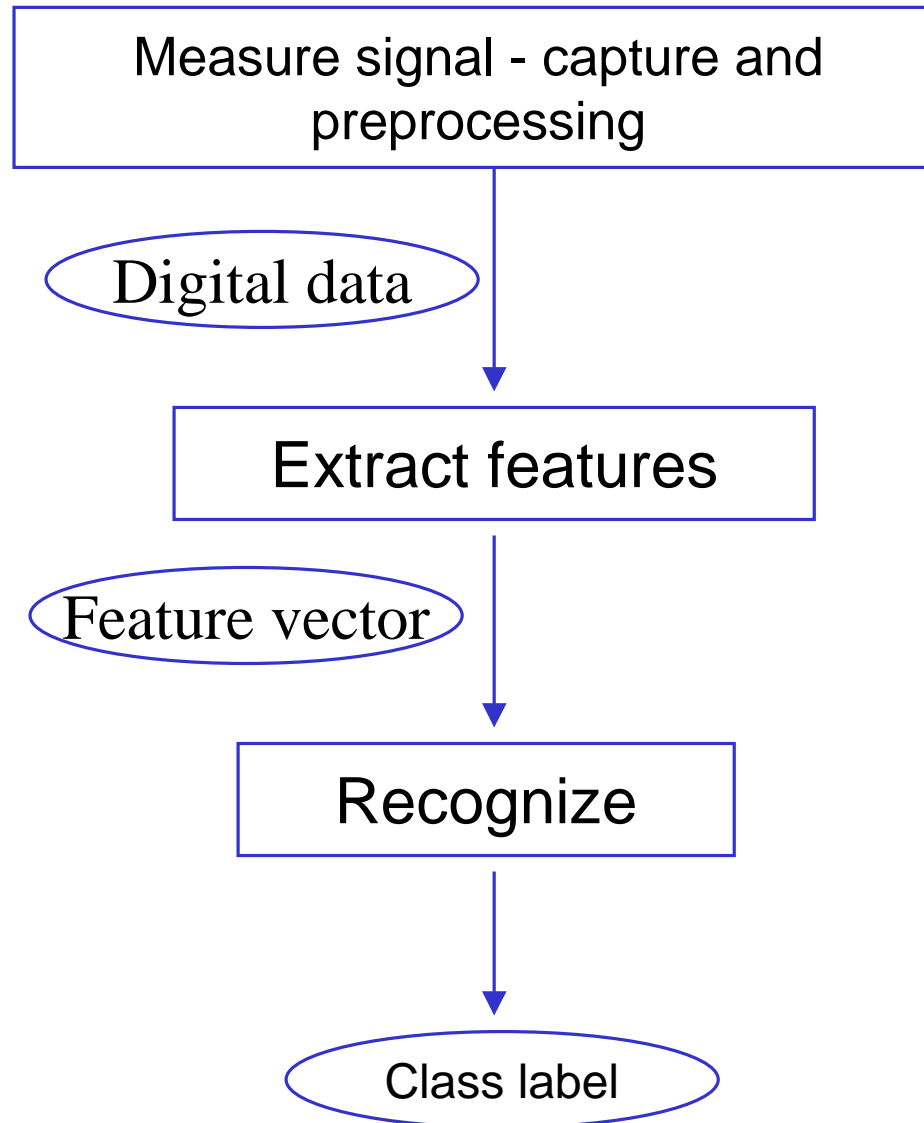 Measure signal - capture and
preprocessing
Digital data
Extract features
Feature vector
Recognize
Class label